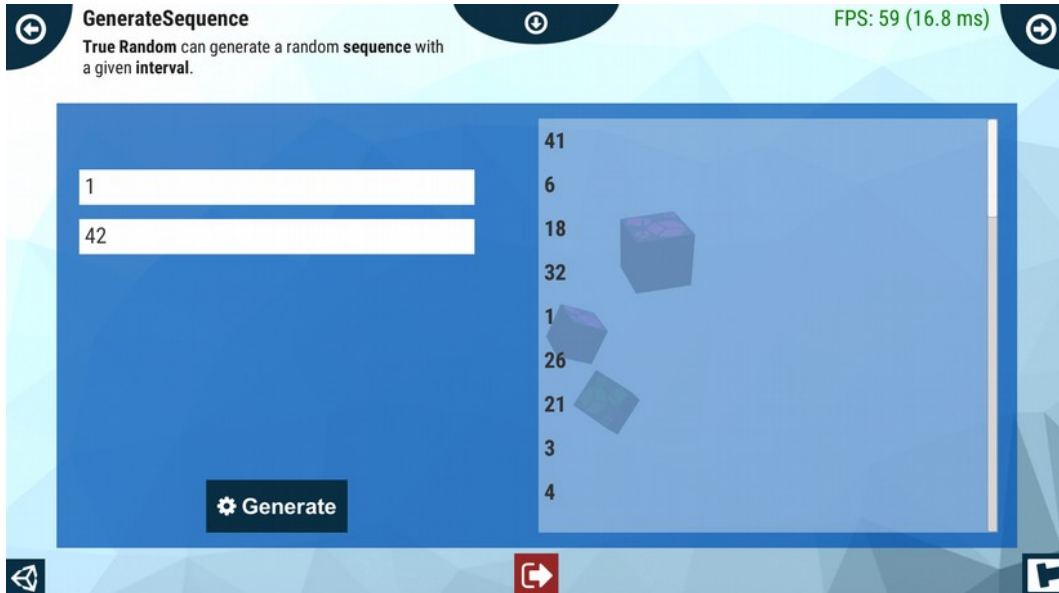 GenerateSequence
True Random can generate a random sequence with
a given interval.
FPS: 59 (16.8 ms)
1
42
Generate
41
6
18
32
1
26
21
3
4